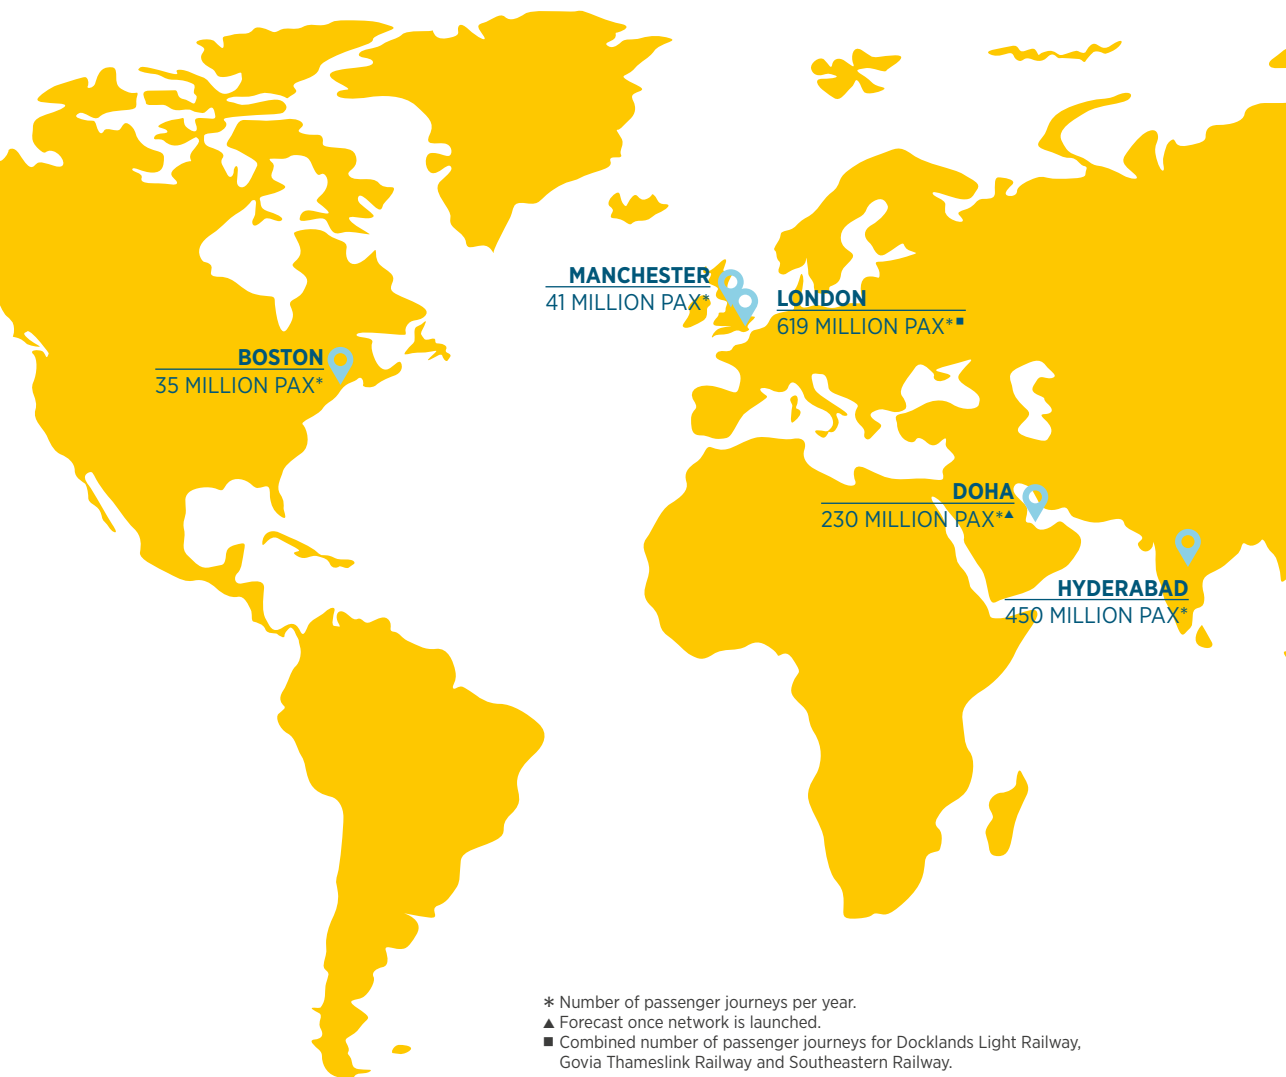 MANCHESTER
41 MILLION PAX*
LONDON
619 MILLION PAX*■
BOSTON
35 MILLION PAX*
DOHA
230 MILLION PAX*▲
HYDERABAD
450 MILLION PAX*
* Number of passenger journeys per year.
▲ Forecast once network is launched.
■ Combined number of passenger journeys for Docklands Light Railway,
Govia Thameslink Railway and Southeastern Railway.